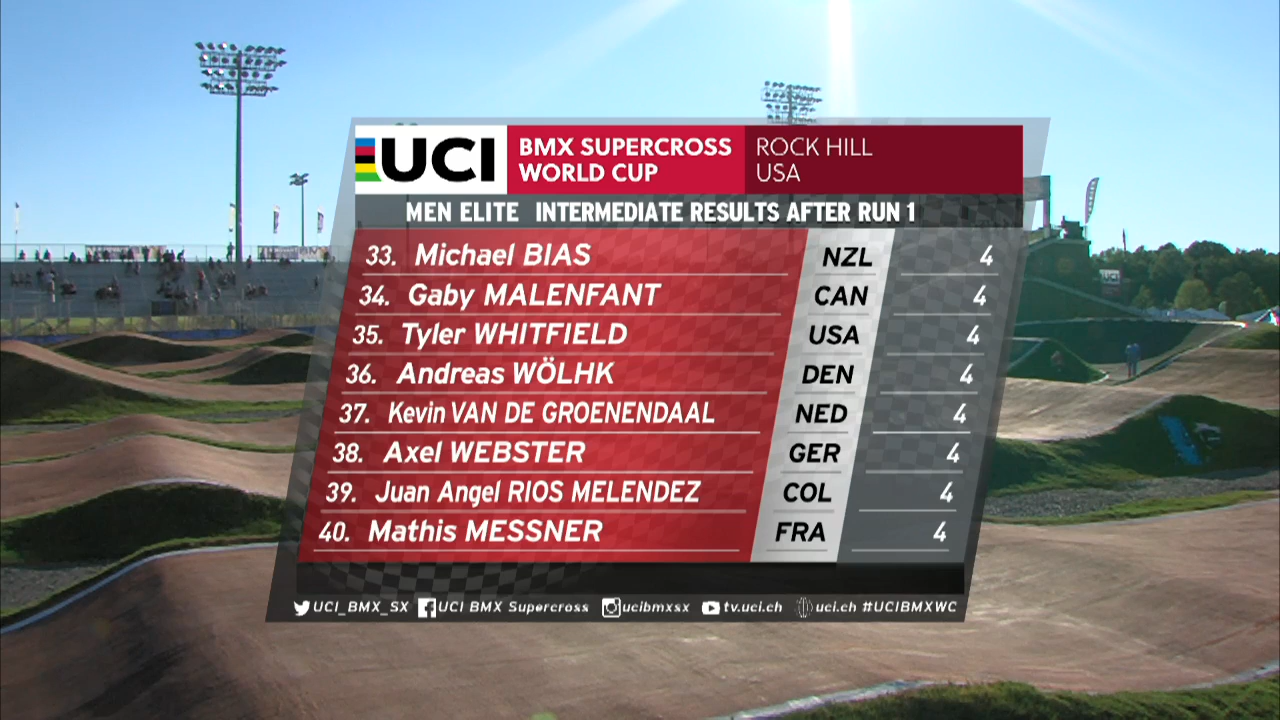 UCI
BMX SUPERCROSS
WORLD CUP
ROCK HILL
USA
MEN ELITE INTERMEDIATE RESULTS AFTER RUN 1
33. Michael BIAS NZL 4
34. Gaby MALENFANT CAN 4
35. Tyler WHITFIELD USA 4
36. Andreas WÖLHK DEN 4
37. Kevin VAN DE GROENENDAAL NED 4
38. Axel WEBSTER GER 4
39. Juan Angel RIOS MELENDEZ COL 4
40. Mathis MESSNER FRA 4
UCI_BMX_SX UCI BMX Supercross ucibmxsx tv.uci.ch uci.ch #UCIBMXWC